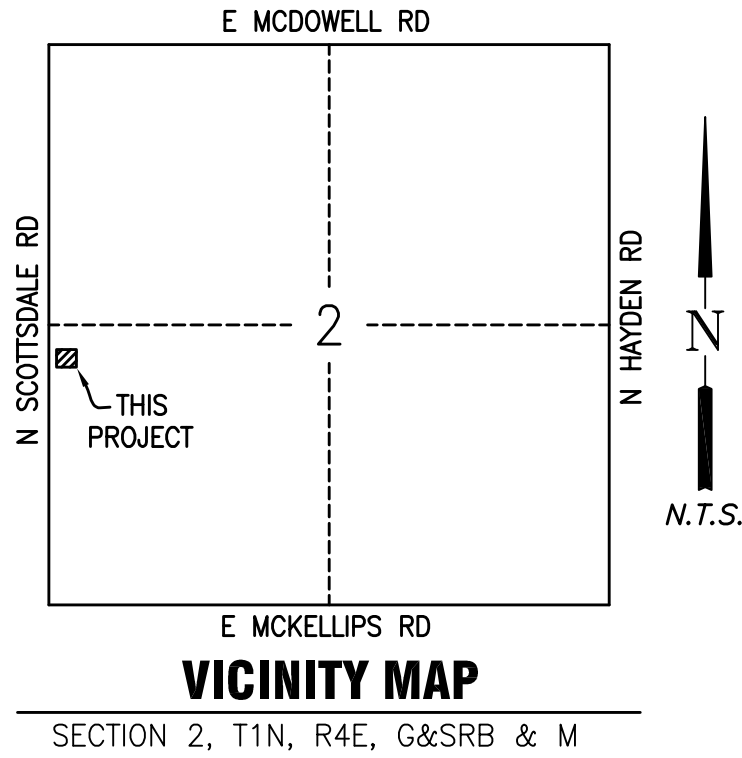 E MCDOWELL RD
N SCOTTSDALE RD
2
N HAYDEN RD
THIS
PROJECT
N
N.T.S.
E MCKELLIPS RD
VICINITY MAP
SECTION 2, T1N, R4E, G&SRB & M